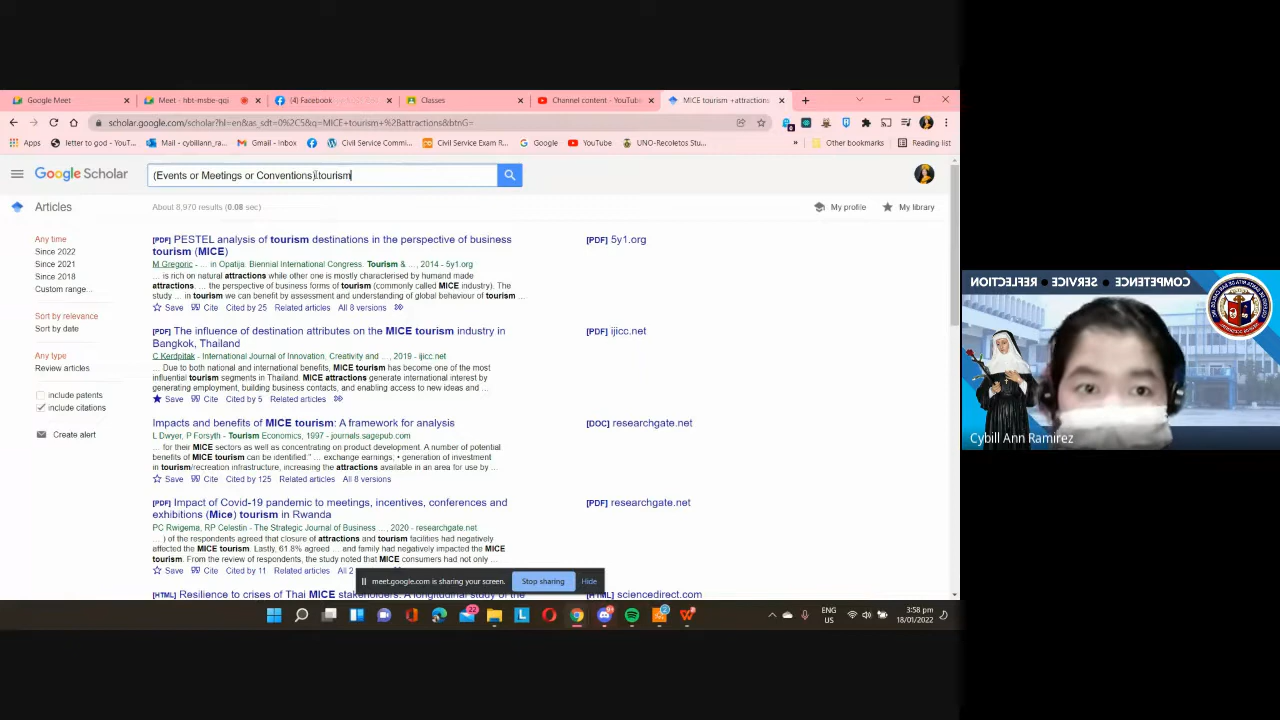 Google Meet
Meet - hbt-msbe-gqi
(4) Facebook
Classes
Channel content - YouTube
MICE tourism +attractions
scholar.google.com/scholar?hl=en&as_sdt=0%2C5&q=MICE+tourism+%2Battractions&btnG=
Apps
letter to god - YouT...
Mail - cybillann_ra...
Gmail - Inbox
Civil Service Commi...
Civil Service Exam R...
Google
YouTube
UNO-Recoletos Stu...
»
Other bookmarks
Reading list
Google Scholar
(Events or Meetings or Conventions) tourism
Articles
About 8,970 results (0.08 sec)
My profile
My library
Any time
Since 2022
Since 2021
Since 2018
Custom range...
Sort by relevance
Sort by date
Any type
Review articles
include patents
include citations
Create alert
[PDF] PESTEL analysis of tourism destinations in the perspective of business
tourism (MICE)
M Gregoric - ... in Opatija: Biennial International Congress. Tourism & ..., 2014 - 5y1.org
... is rich on natural attractions while other one is mostly characterised by humand made
attractions. ... the perspective of business forms of tourism (commonly called MICE industry). The
study ... in tourism we can benefit by assessment and understanding of global behaviour of tourism ...
Save Cite Cited by 25 Related articles All 8 versions
[PDF] 5y1.org
[PDF] The influence of destination attributes on the MICE tourism industry in
Bangkok, Thailand
C Kerdpitak - International Journal of Innovation, Creativity and ..., 2019 - ijicc.net
... Due to both national and international benefits, MICE tourism has become one of the most
influential tourism segments in Thailand. MICE attractions generate international interest by
generating employment, building business contacts, and enabling access to new ideas and ...
Save Cite Cited by 5 Related articles
[PDF] ijicc.net
Impacts and benefits of MICE tourism: A framework for analysis
L Dwyer, P Forsyth - Tourism Economics, 1997 - journals.sagepub.com
... for their MICE sectors as well as concentrating on product development. A number of potential
benefits of MICE tourism can be identified:" ... exchange earnings; • generation of investment
in tourism/recreation infrastructure, increasing the attractions available in an area for use by ...
Save Cite Cited by 125 Related articles All 8 versions
[DOC] researchgate.net
[PDF] Impact of Covid-19 pandemic to meetings, incentives, conferences and
exhibitions (Mice) tourism in Rwanda
PC Rwigema, RP Celestin - The Strategic Journal of Business ..., 2020 - researchgate.net
... ) of the respondents agreed that closure of attractions and tourism facilities had negatively
affected the MICE tourism. Lastly, 61.8% agreed ... and family had negatively impacted the MICE
tourism. From the review of respondents, the study noted that MICE consumers had not only ...
Save Cite Cited by 11 Related articles All 2
[PDF] researchgate.net
meet.google.com is sharing your screen.
Stop sharing
Hide
[HTML] Resilience to crises of Thai MICE stakeholders: A longitudinal study of the
[HTML] sciencedirect.com
ENG
US
3:58 pm
18/01/2022
COMPETENCE • SERVICE • REFLECTION
Cybill Ann Ramirez